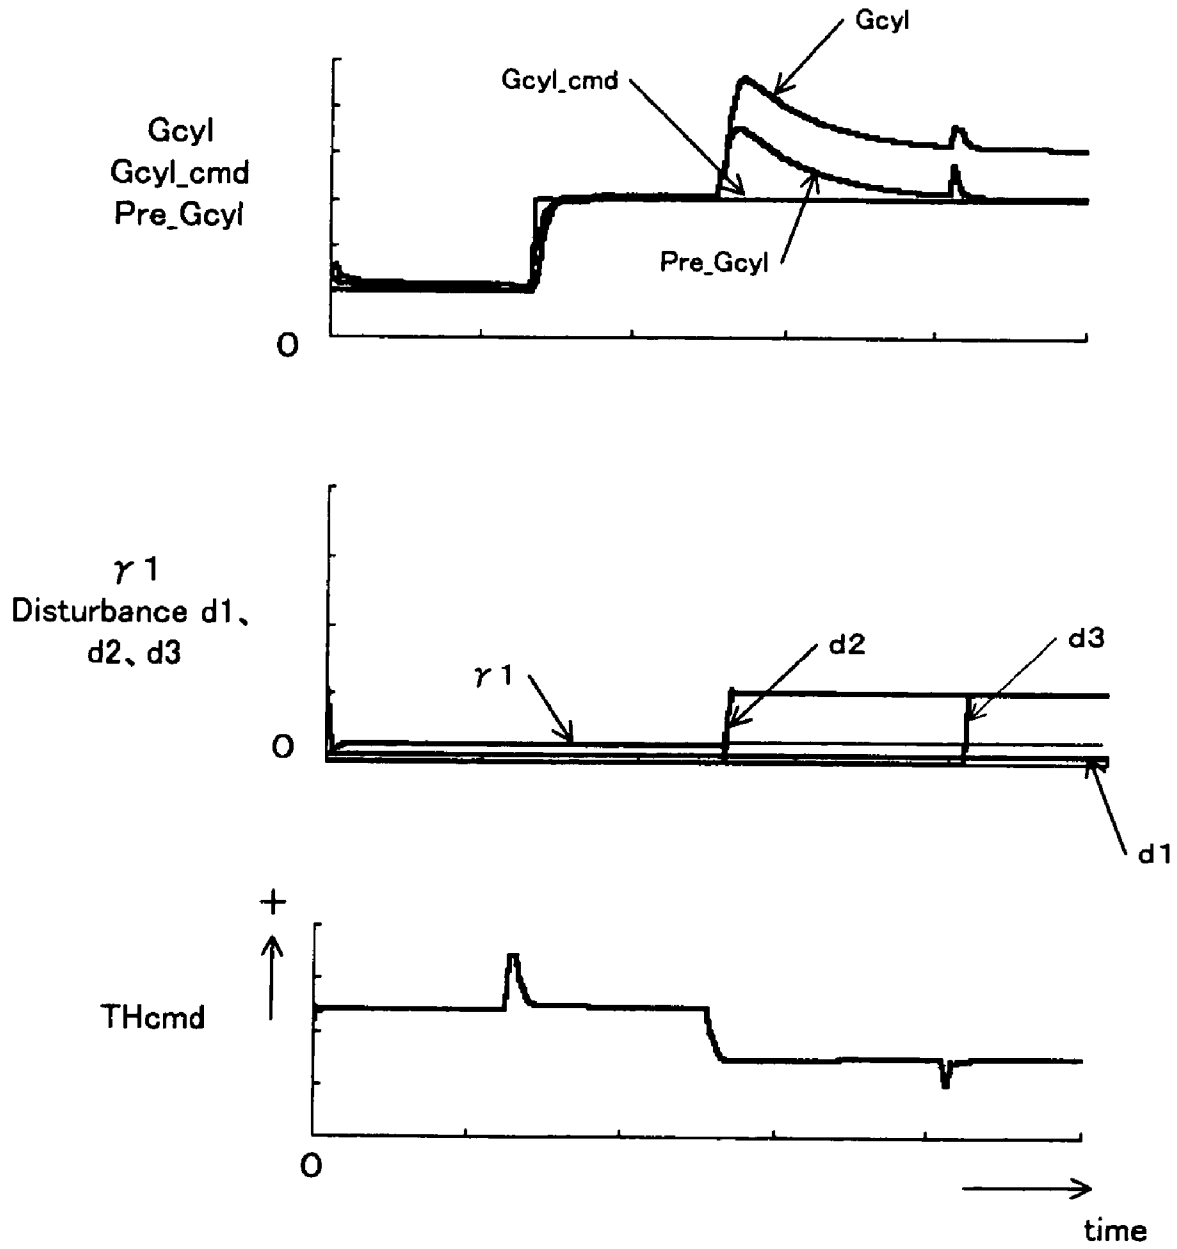 Gcyl
Gcyl_cmd
Gcyl
Gcyl_cmd
Pre_Gcyl
Pre_Gcyl
0
γ1
Disturbance d1、
d2、d3
γ1
d2
d3
0
d1
+
THcmd
0
time